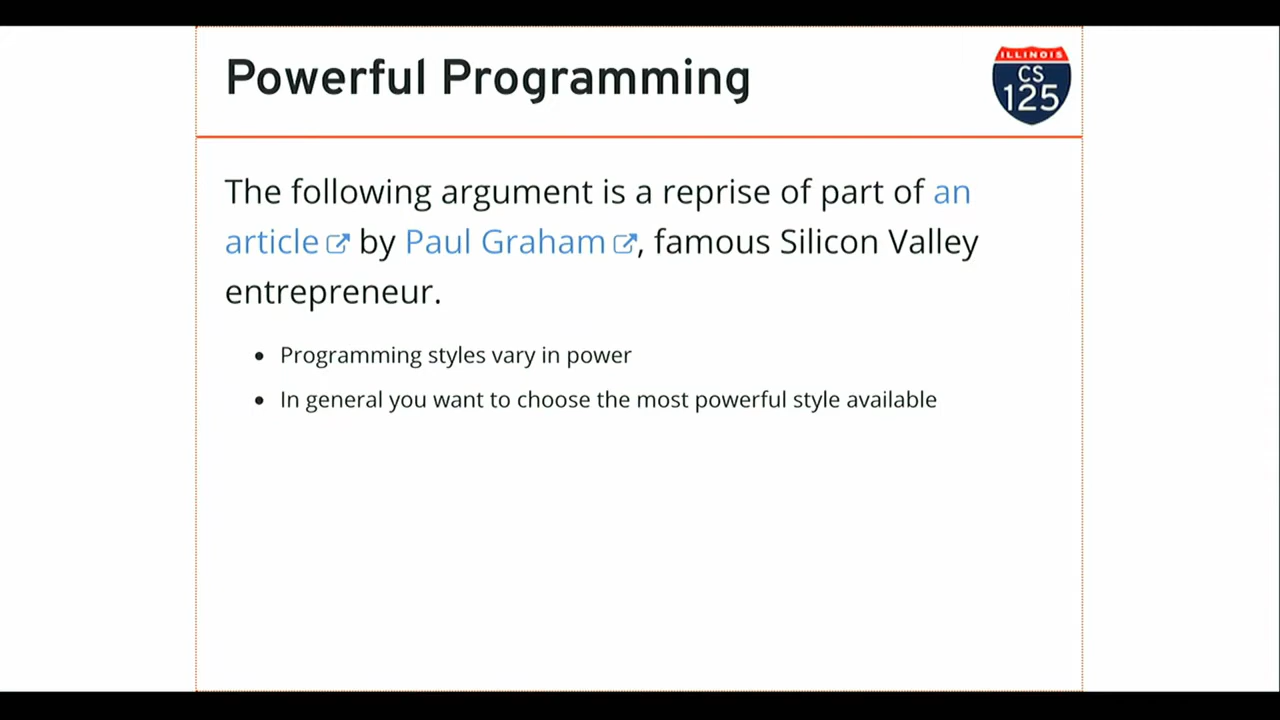 Powerful Programming
ILLINOIS
CS
125
The following argument is a reprise of part of an
article by Paul Graham, famous Silicon Valley
entrepreneur.
• Programming styles vary in power
• In general you want to choose the most powerful style available